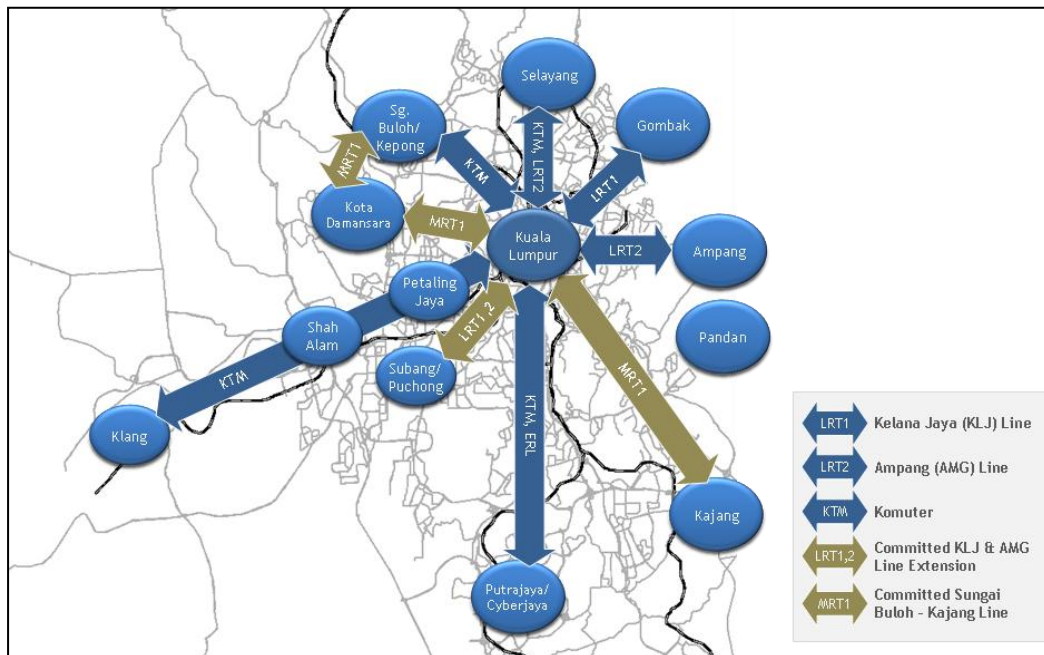 Selayang
Sg.
Buloh/
Kepong
Gombak
MRT1
KTM
KTM, LRT2
LRT1
Kota
Damansara
MRT1
Kuala
Lumpur
LRT2
Ampang
Petaling
Jaya
Shah
Alam
LRT1,2
Pandan
Subang/
Puchong
KTM
KTM, ERL
MRT1
Klang
Kajang
Putrajaya/
Cyberjaya
LRT1 Kelana Jaya (KLJ) Line
LRT2 Ampang (AMG) Line
KTM Komuter
LRT1,2 Committed KLJ & AMG
Line Extension
MRT1 Committed Sungai
Buloh - Kajang Line